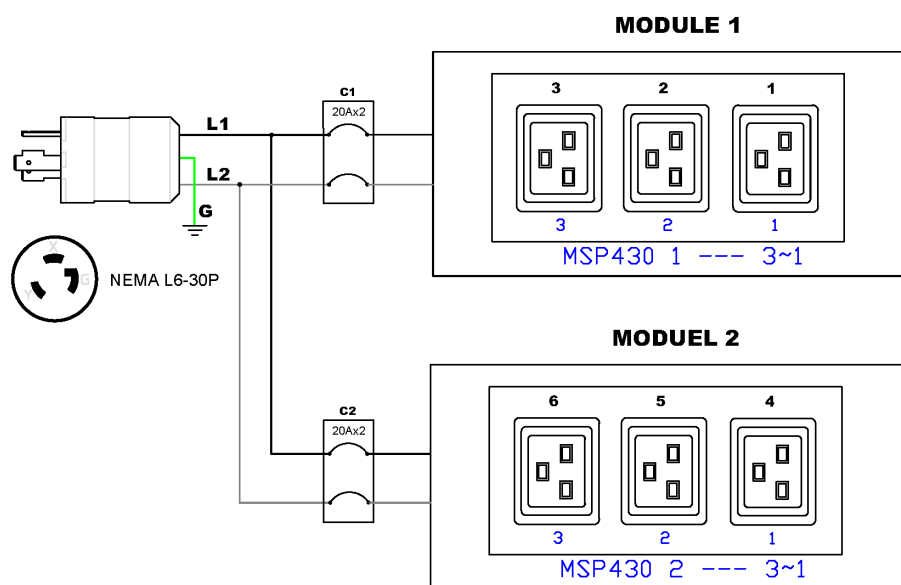 MODULE 1
C1
20Ax2
3 2 1
L1
L2
G
3 2 1
MSP430 1 --- 3~1
X
G
Y
NEMA L6-30P
MODUEL 2
C2
20Ax2
6 5 4
3 2 1
MSP430 2 --- 3~1